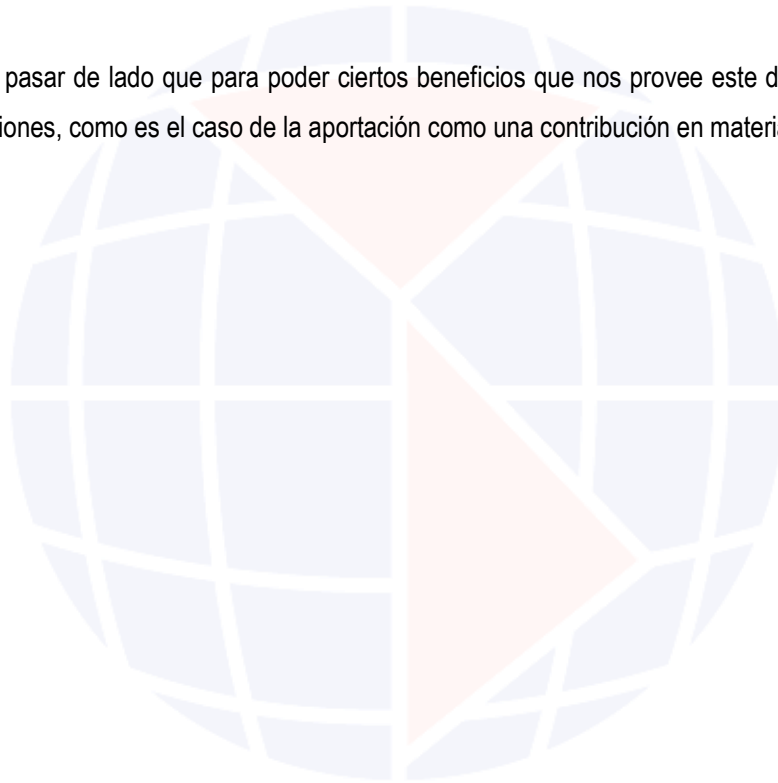 pasar de lado que para poder ciertos beneficios que nos provee este d
iones, como es el caso de la aportación como una contribución en materia